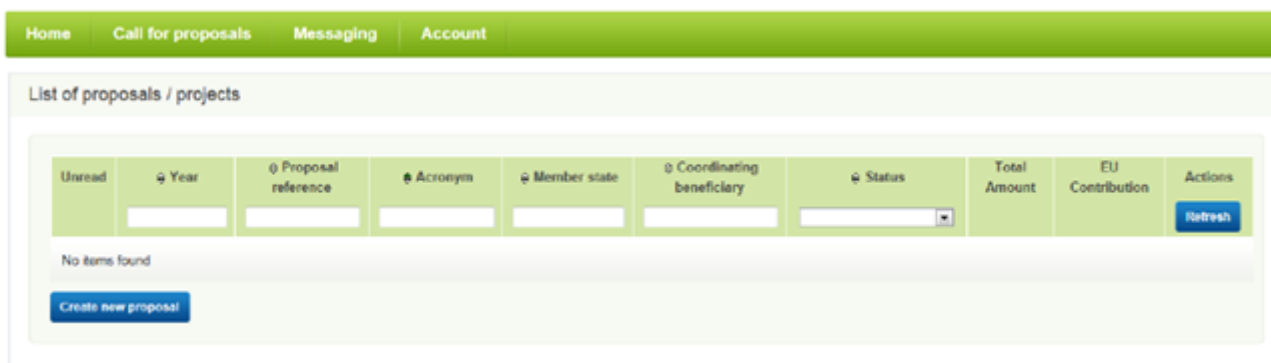 Home Call for proposals Messaging Account
List of proposals / projects
Unread Year Proposal reference Acronym Member state Coordinating beneficiary Status Total Amount EU Contribution Actions
Refresh
No items found
Create new proposal